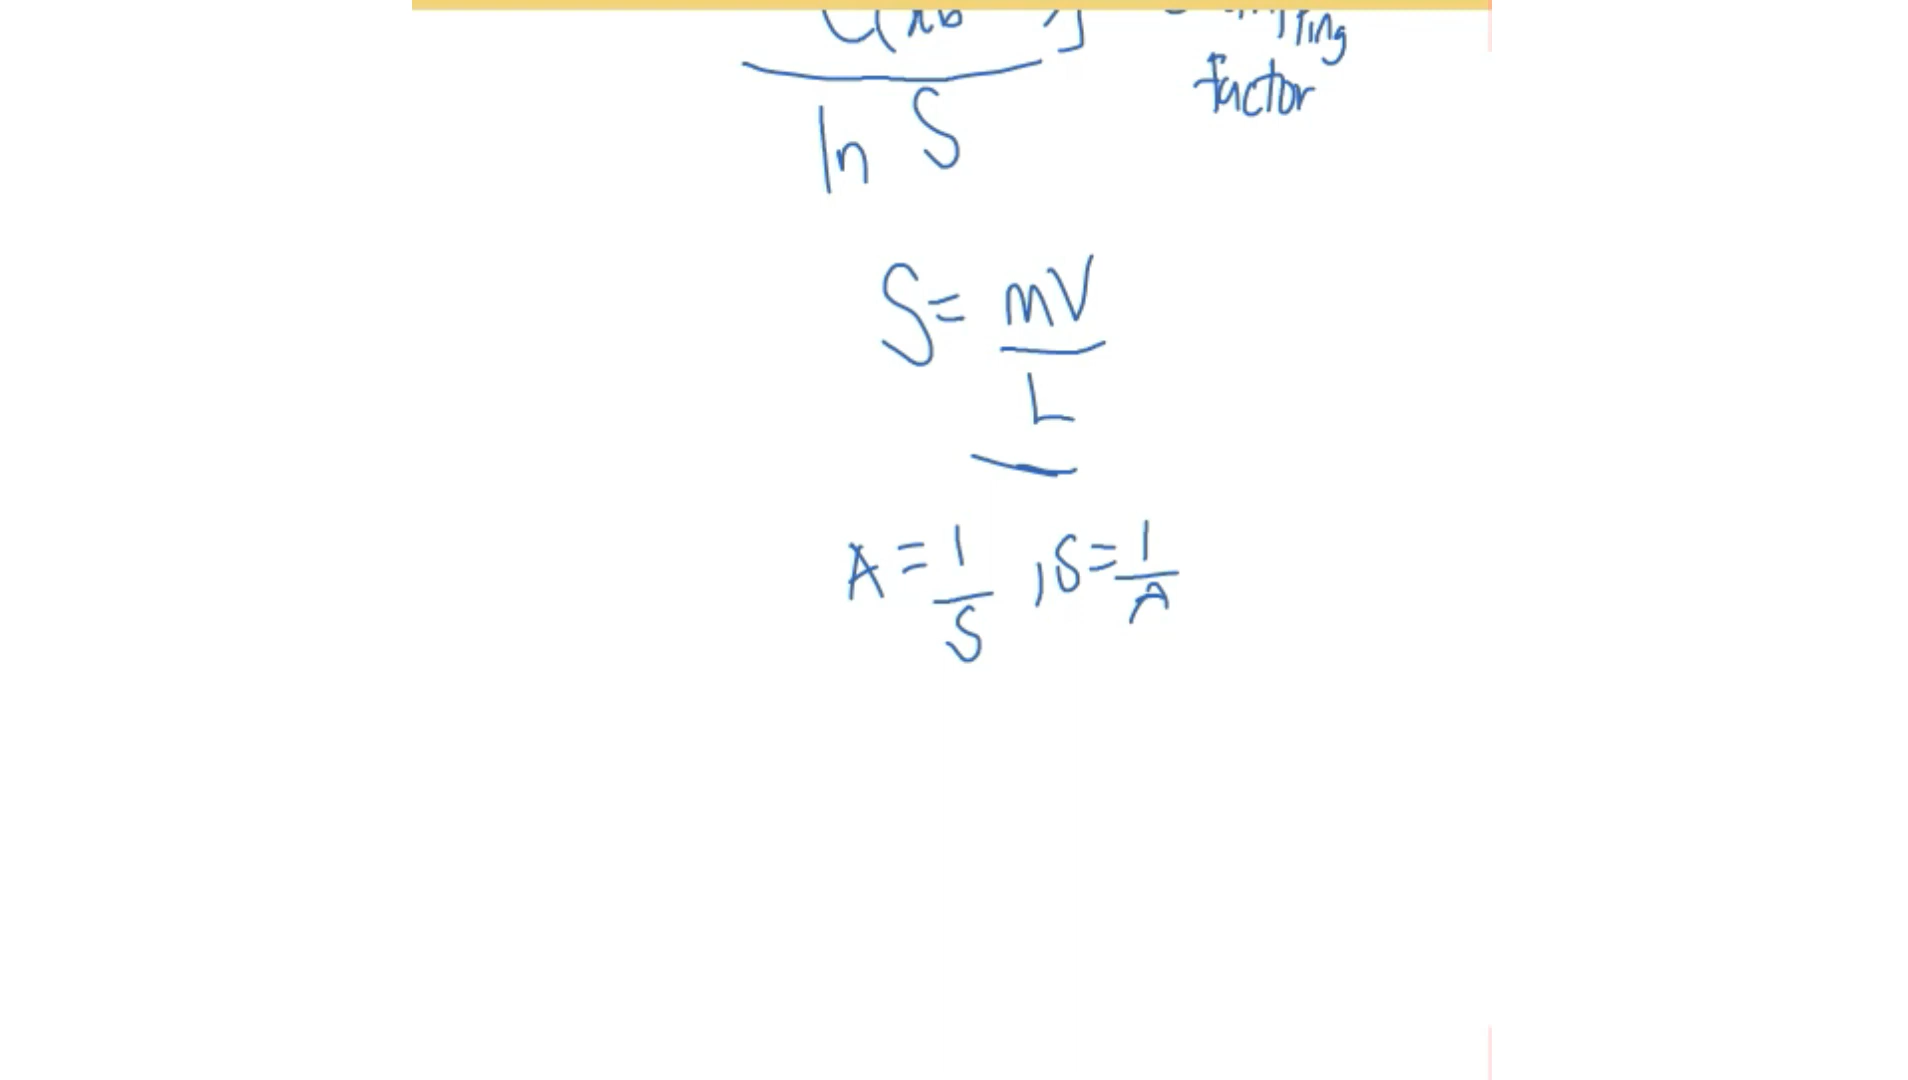 factor
ln S
S = mV
L
A = 1 , S = 1
S A